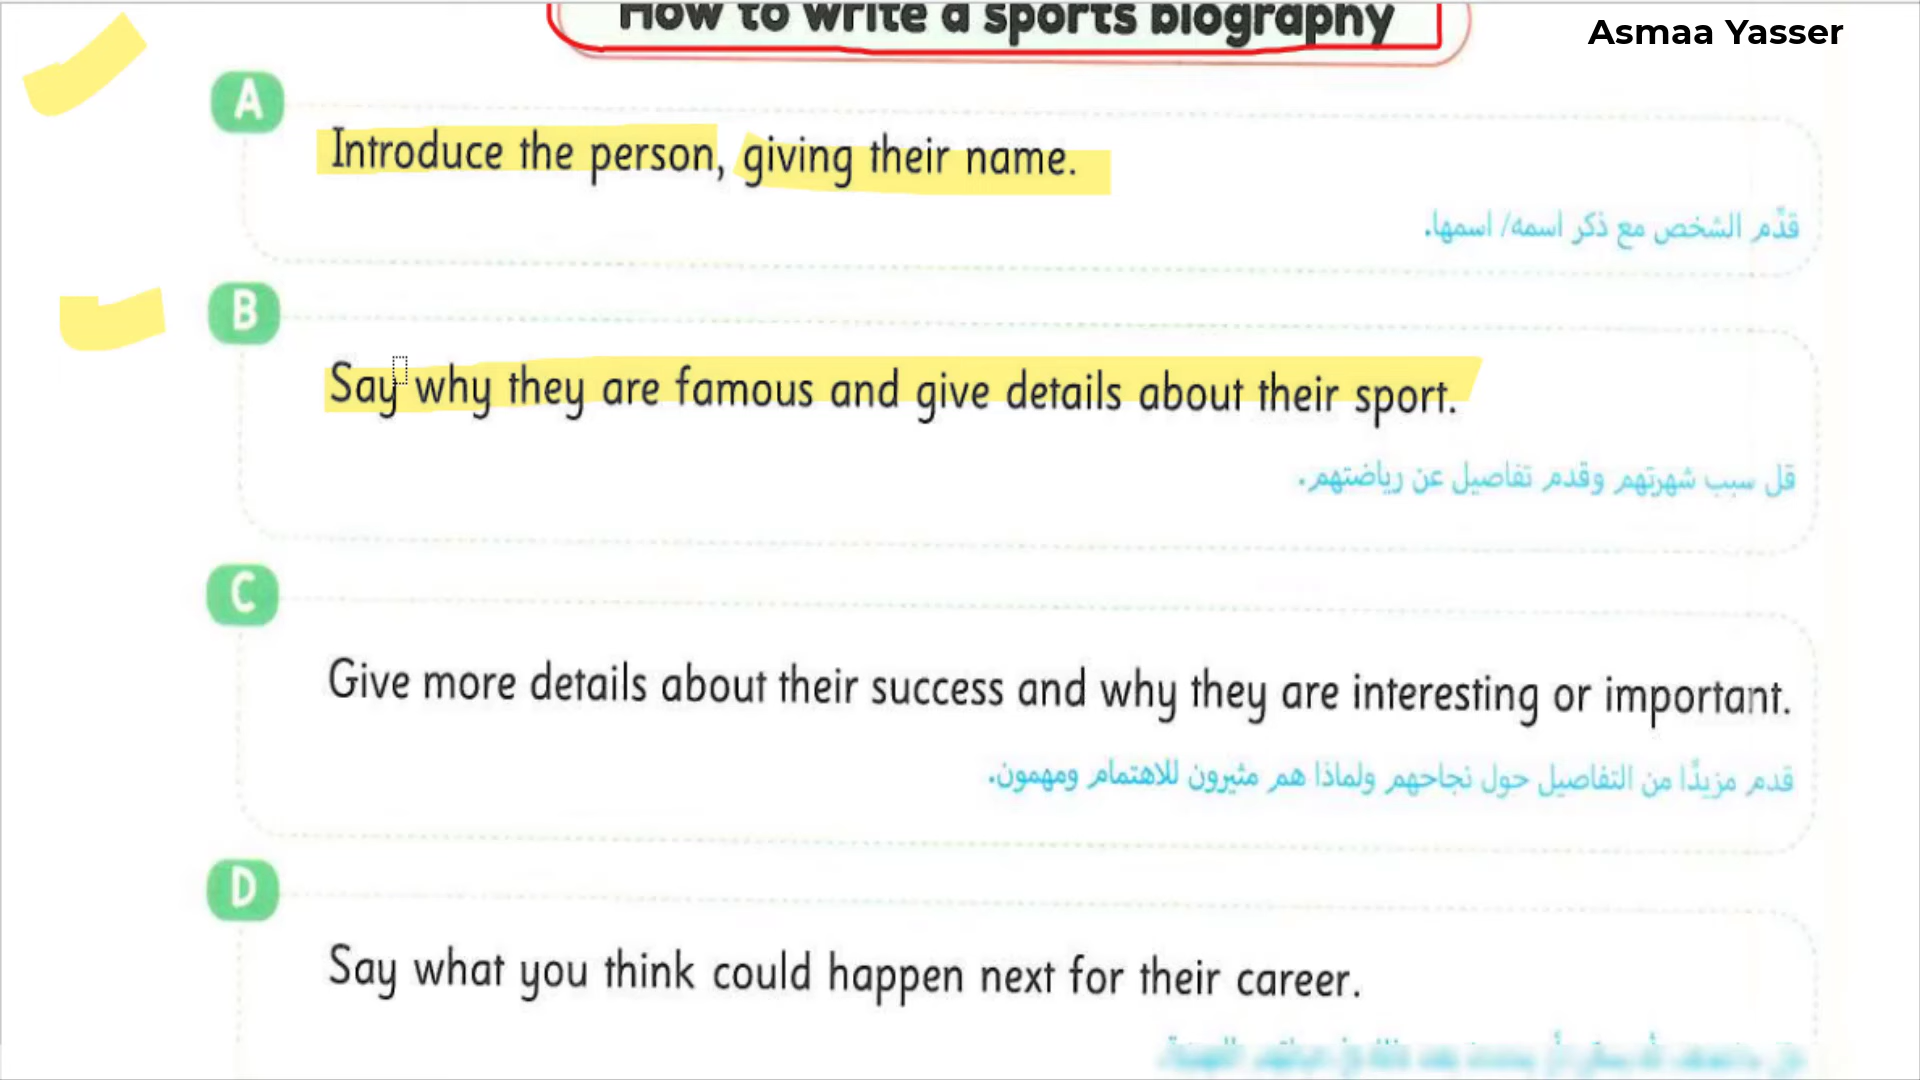 How to write a sports biography
Asmaa Yasser
A
Introduce the person, giving their name.
قدِّم الشخص مع ذكر اسمه/ اسمها.
B
Say why they are famous and give details about their sport.
قل سبب شهرتهم وقدم تفاصيل عن رياضتهم.
C
Give more details about their success and why they are interesting or important.
قدم مزيدًا من التفاصيل حول نجاحهم ولماذا هم مثيرون للاهتمام ومهمون.
D
Say what you think could happen next for their career.